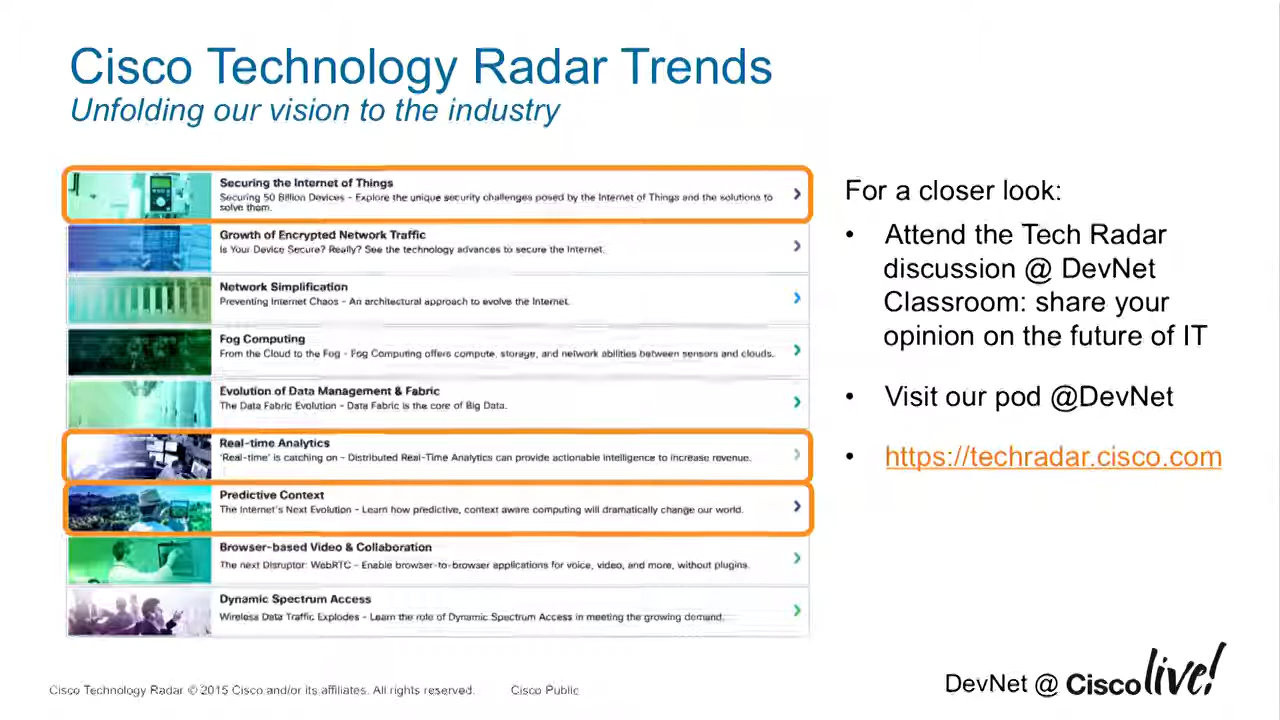 Cisco Technology Radar Trends
Unfolding our vision to the industry
Securing the Internet of Things
Securing 50 Billion Devices - Explore the unique security challenges posed by the Internet of Things and the solutions to
solve them.
Growth of Encrypted Network Traffic
Is Your Device Secure? Really? See the technology advances to secure the Internet.
Network Simplification
Preventing Internet Chaos - An architectural approach to evolve the Internet.
Fog Computing
From the Cloud to the Fog - Fog Computing offers compute, storage, and network abilities between sensors and clouds.
Evolution of Data Management & Fabric
The Data Fabric Evolution - Data Fabric is the core of Big Data.
Real-time Analytics
'Real-time' is catching on - Distributed Real-Time Analytics can provide actionable intelligence to increase revenue.
Predictive Context
The Internet's Next Evolution - Learn how predictive, context aware computing will dramatically change our world.
Browser-based Video & Collaboration
The next Disruptor: WebRTC - Enable browser-to-browser applications for voice, video, and more, without plugins.
Dynamic Spectrum Access
Wireless Data Traffic Explodes - Learn the role of Dynamic Spectrum Access in meeting the growing demand.
For a closer look:
• Attend the Tech Radar
discussion @ DevNet
Classroom: share your
opinion on the future of IT
• Visit our pod @DevNet
• https://techradar.cisco.com
Cisco Technology Radar © 2015 Cisco and/or its affiliates. All rights reserved. Cisco Public
DevNet @ Cisco live!